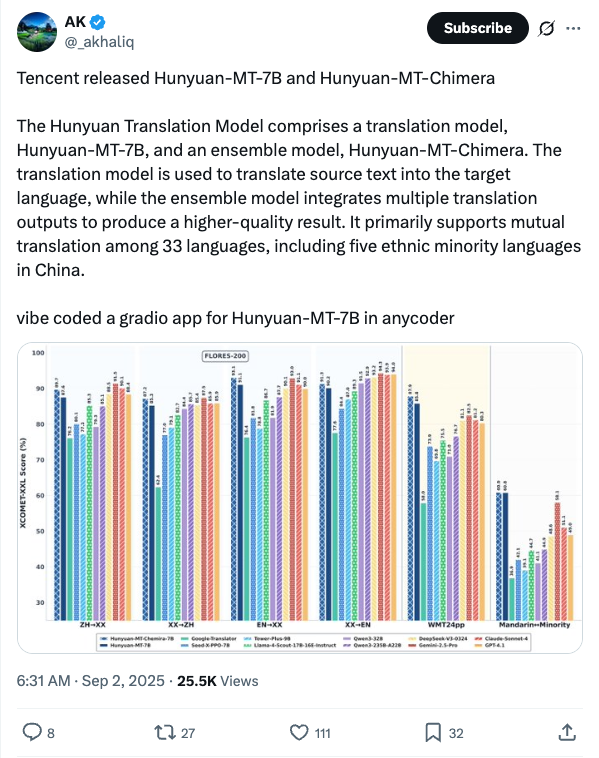 AK
@_akhaliq
Subscribe
Tencent released Hunyuan-MT-7B and Hunyuan-MT-Chimera
The Hunyuan Translation Model comprises a translation model,
Hunyuan-MT-7B, and an ensemble model, Hunyuan-MT-Chimera. The
translation model is used to translate source text into the target
language, while the ensemble model integrates multiple translation
outputs to produce a higher-quality result. It primarily supports mutual
translation among 33 languages, including five ethnic minority languages
in China.
vibe coded a gradio app for Hunyuan-MT-7B in anycoder
FLORES-200
XCOMET-XXL Score (%)
100
90
80
70
60
50
40
30
ZH→XX
XX→ZH
EN→XX
XX→EN
WMT24pp
Mandarin↔Minority
Hunyuan-MT-Chemira-7B
Google-Translator
Tower-Plus-9B
Qwen3-32B
DeepSeek-V3-0324
Claude-Sonnet-4
Hunyuan-MT-7B
Seed-X-PPO-7B
Llama-4-Scout-17B-16E-Instruct
Qwen3-235B-A22B
Gemini-2.5-Pro
GPT-4.1
6:31 AM · Sep 2, 2025 · 25.5K Views
8
27
111
32